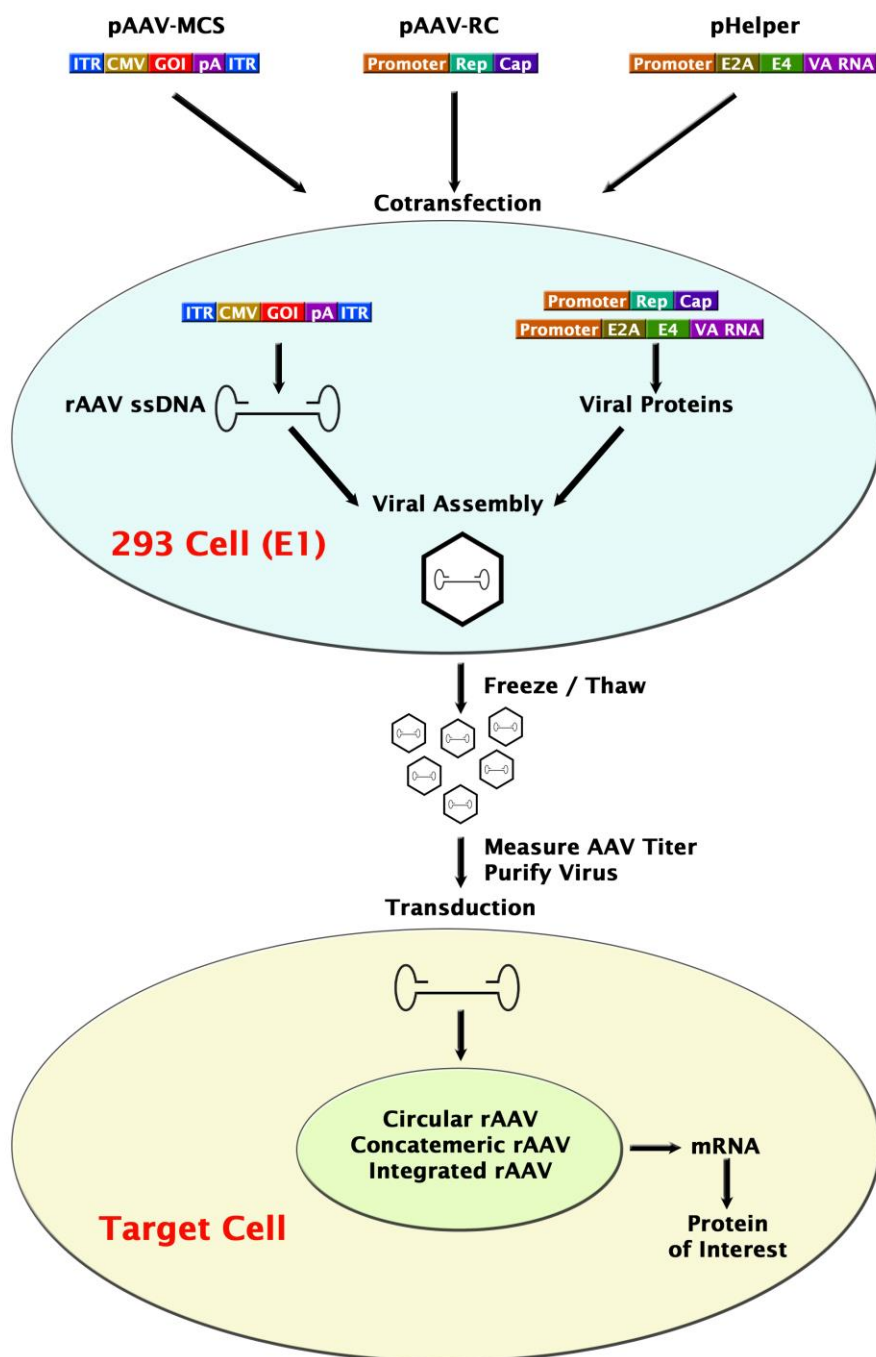 pAAV-MCS pAAV-RC pHelper
ITR CMV GOI pA ITR Promoter Rep Cap Promoter E2A E4 VA RNA
Cotransfection
Promoter Rep Cap
ITR CMV GOI pA ITR
Promoter E2A E4 VA RNA
rAAV ssDNA Viral Proteins
Viral Assembly
293 Cell (E1)
Freeze / Thaw
Measure AAV Titer
Purify Virus
Transduction
Circular rAAV
Concatemeric rAAV mRNA
Integrated rAAV
Target Cell
Protein
of Interest